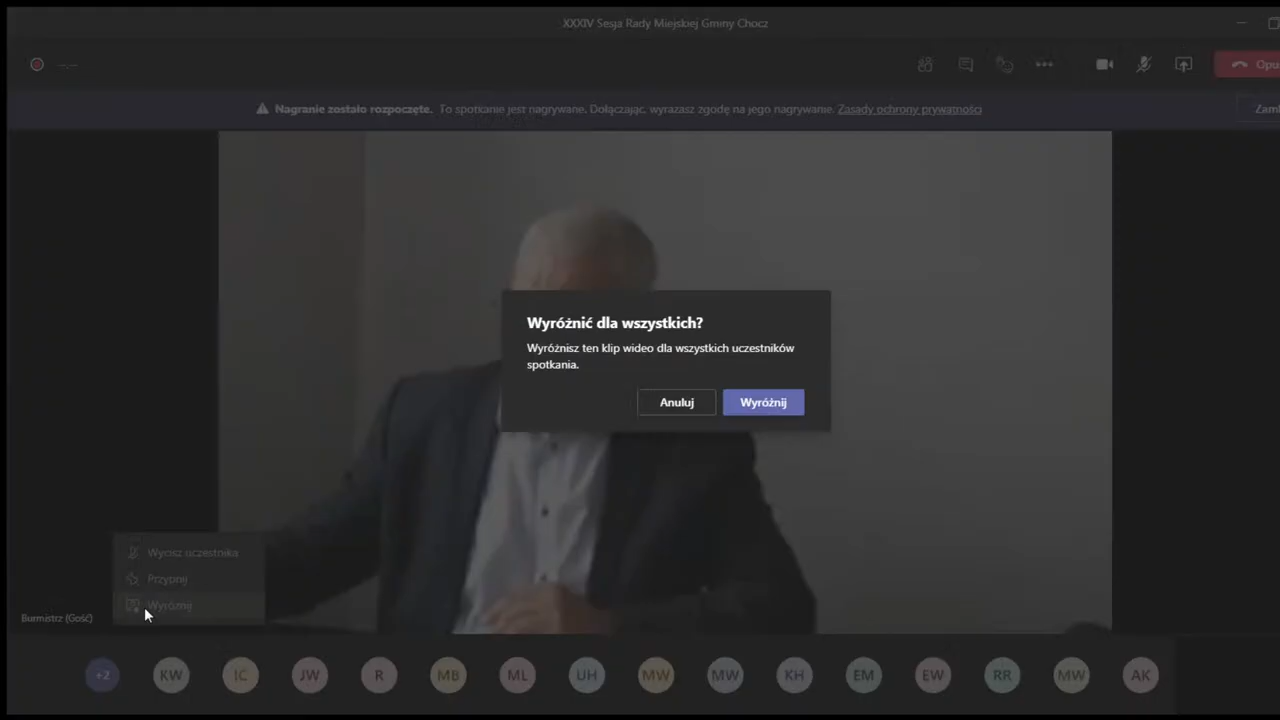 XXXIV Sesja Rady Miejskiej Gminy Chocz
--:--
Nagranie zostało rozpoczęte. To spotkanie jest nagrywane. Dołączając, wyrażasz zgodę na jego nagrywanie. Zasady ochrony prywatności
Opu
Zaml
Wyróżnić dla wszystkich?
Wyróżnisz ten klip wideo dla wszystkich uczestników
spotkania.
Anuluj
Wyróżnij
Wycisz uczestnika
Przypnij
Wyróżnij
Burmistrz (Gość)
+2 KW IC JW R MB ML UH MW MW KH EM EW RR MW AK